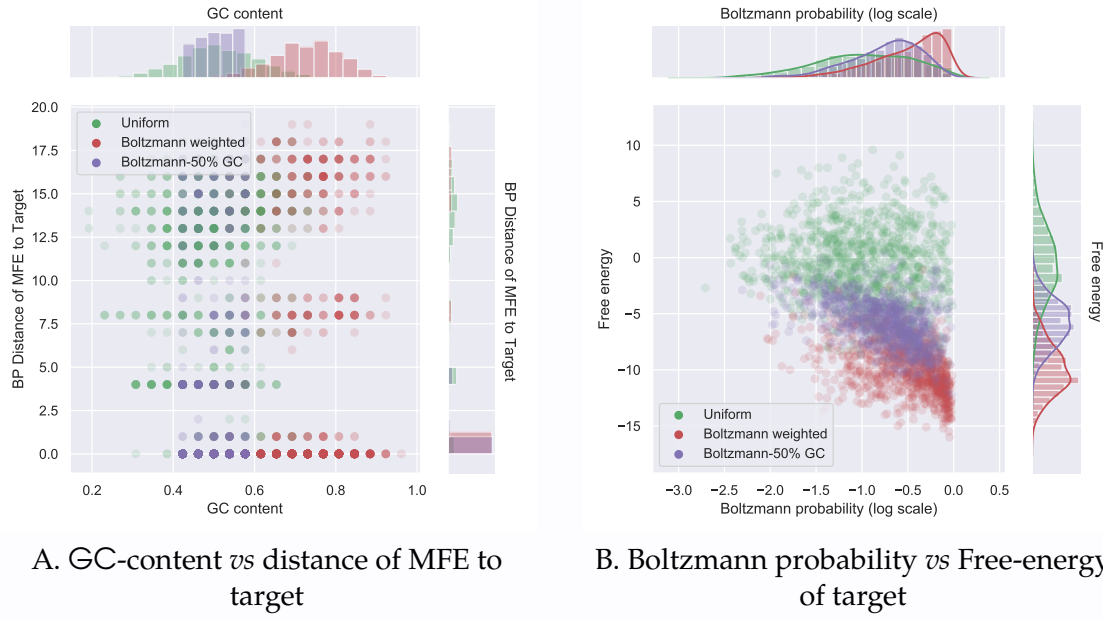 GC content
Boltzmann probability (log scale)
20.0
17.5
15.0
12.5
10.0
7.5
5.0
2.5
0.0
BP Distance of MFE to Target
Uniform
Boltzmann weighted
Boltzmann-50% GC
BP Distance of MFE to Target
0.2 0.4 0.6 0.8 1.0
GC content
10
5
0
−5
−10
−15
Free energy
Uniform
Boltzmann weighted
Boltzmann-50% GC
Free energy
−3.0 −2.5 −2.0 −1.5 −1.0 −0.5 0.0 0.5
Boltzmann probability (log scale)
A. GC-content vs distance of MFE to
target
B. Boltzmann probability vs Free-energy
of target